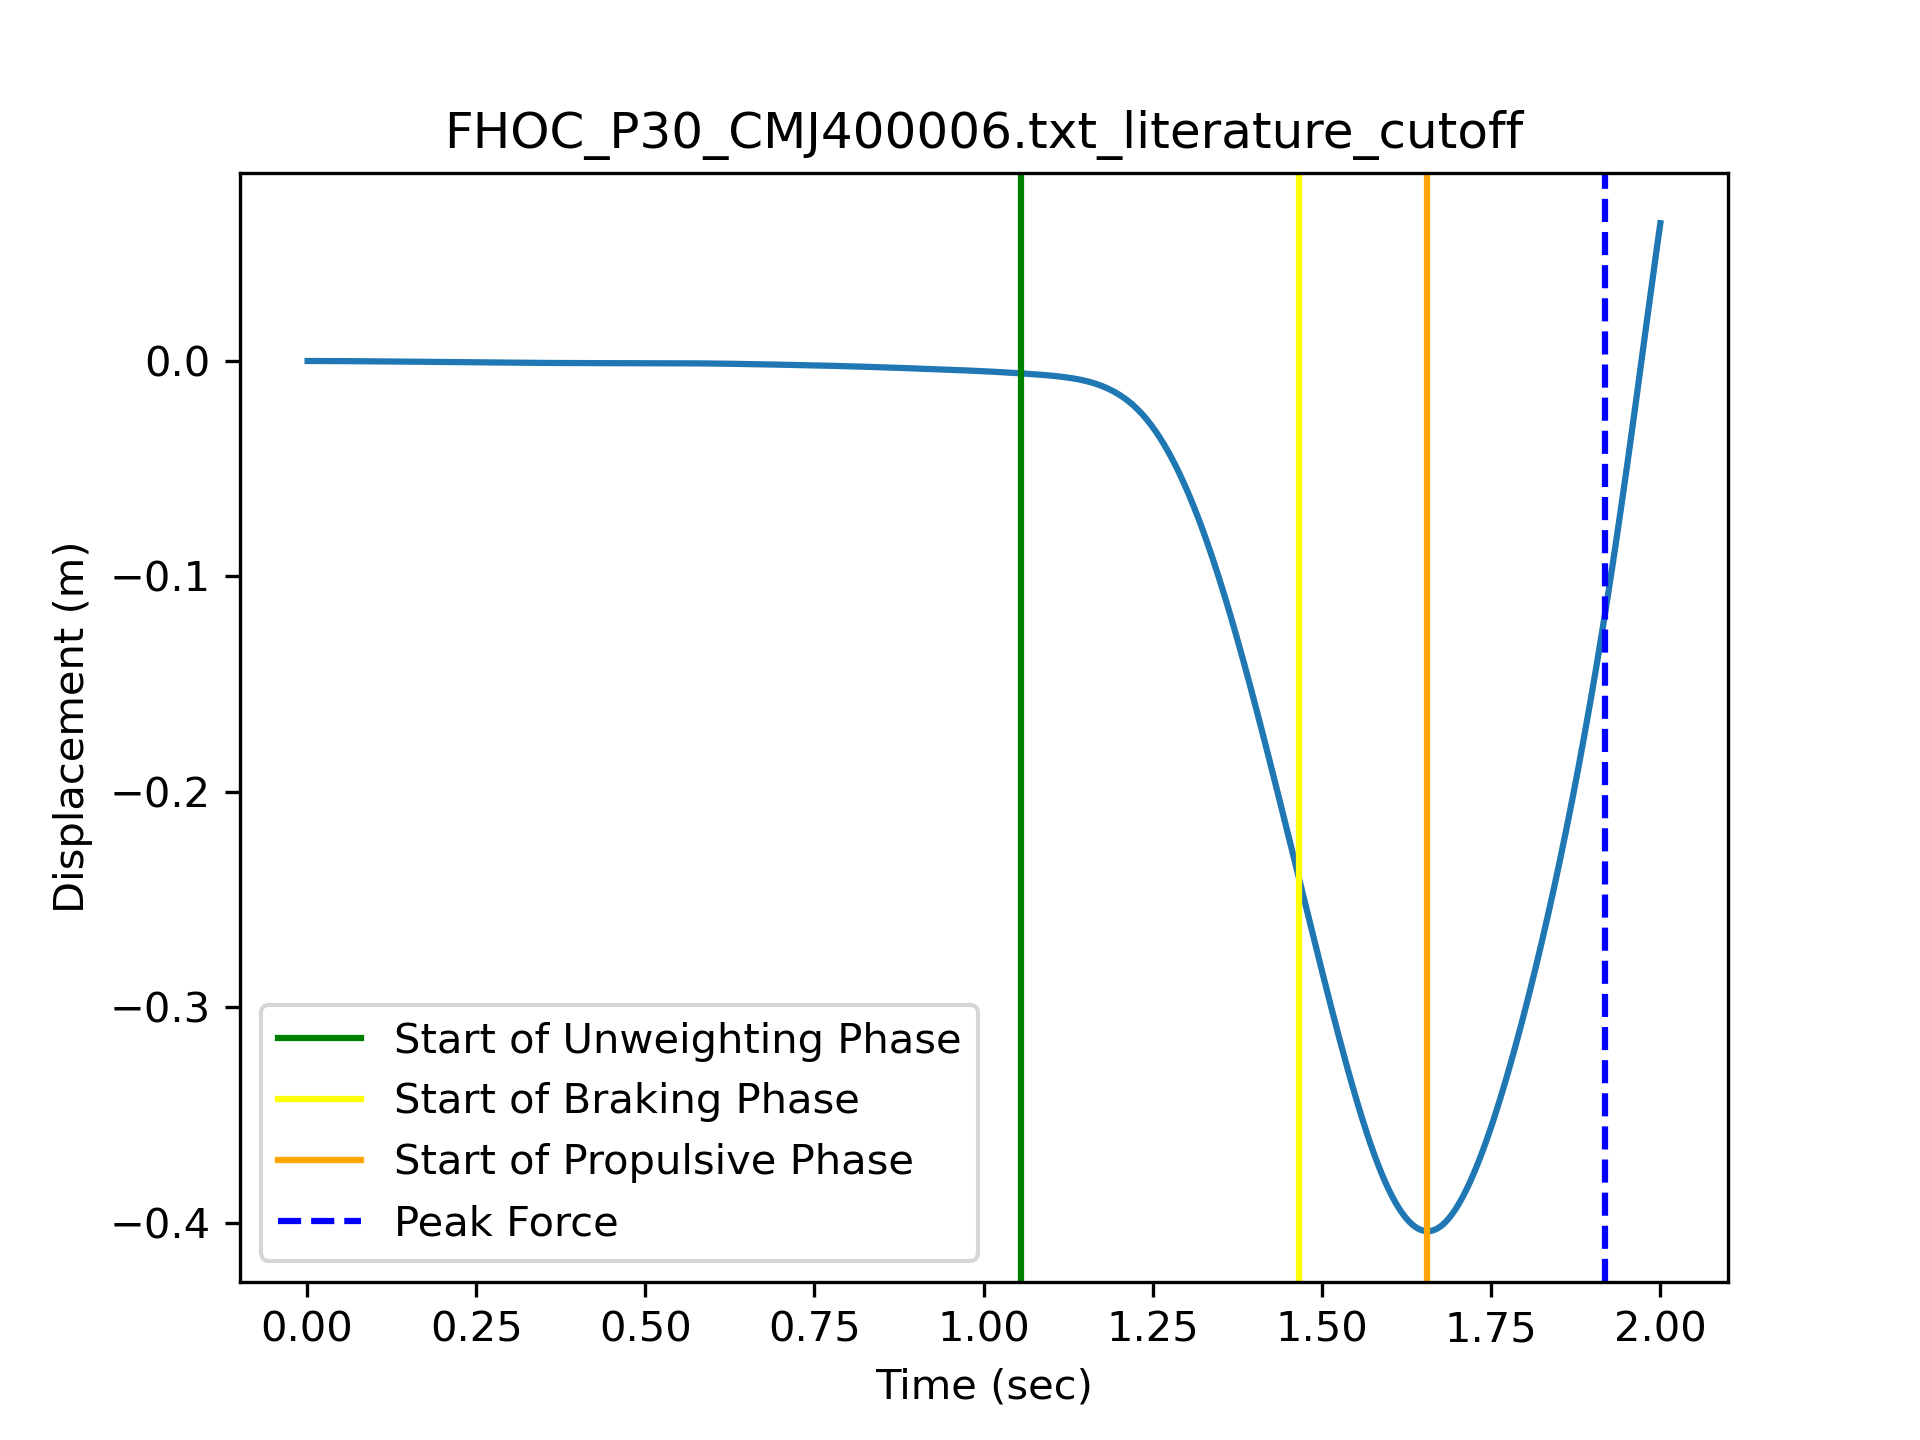 FHOC_P30_CMJ400006.txt_literature_cutoff
Displacement (m)
0.0
−0.1
−0.2
−0.3
−0.4
Start of Unweighting Phase
Start of Braking Phase
Start of Propulsive Phase
Peak Force
0.00 0.25 0.50 0.75 1.00 1.25 1.50 1.75 2.00
Time (sec)